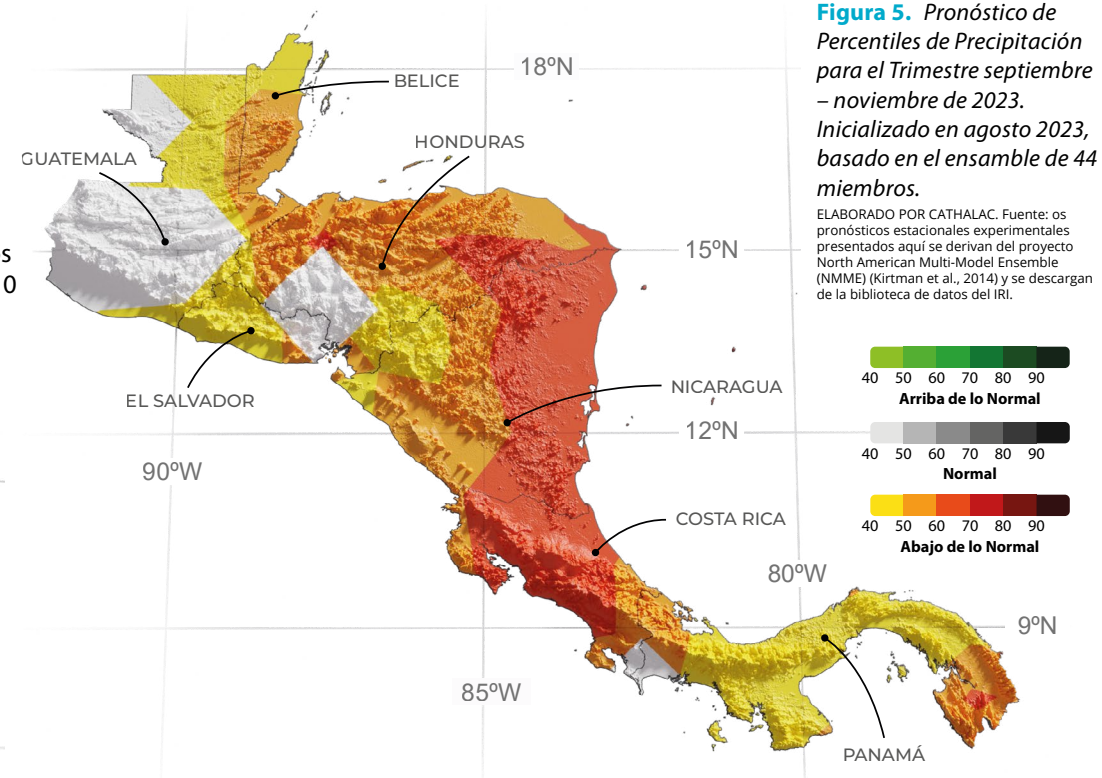 Figura 5. Pronóstico de
Percentiles de Precipitación
para el Trimestre septiembre
– noviembre de 2023.
Inicializado en agosto 2023,
basado en el ensamble de 44
miembros.
ELABORADO POR CATHALAC. Fuente: os
pronósticos estacionales experimentales
presentados aquí se derivan del proyecto
North American Multi-Model Ensemble
(NMME) (Kirtman et al., 2014) y se descargan
de la biblioteca de datos del IRI.
18ºN
BELICE
HONDURAS
GUATEMALA
s
0
15ºN
EL SALVADOR
NICARAGUA
12ºN
90ºW
COSTA RICA
80ºW
9ºN
85ºW
PANAMÁ
40 50 60 70 80 90
Arriba de lo Normal
40 50 60 70 80 90
Normal
40 50 60 70 80 90
Abajo de lo Normal